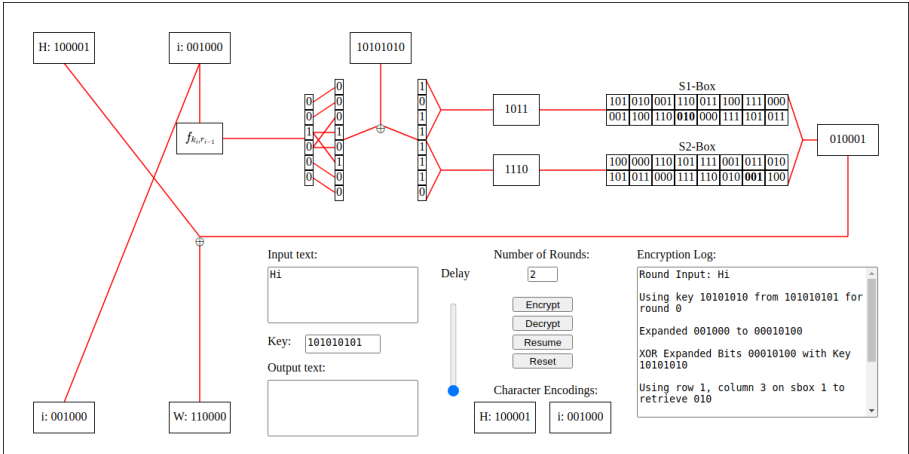 H: 100001
i: 001000
10101010
f_{k_i,r_{i-1}}
0
0
1
0
0
0
0
0
0
1
0
1
0
0
1
0
1
1
1
1
1
0
1011
1110
S1-Box
101 010 001 110 011 100 111 000
001 100 110 010 000 111 101 011
S2-Box
100 000 110 101 111 001 011 010
101 011 000 111 110 010 001 100
010001
i: 001000
W: 110000
Input text:
Hi
Key: 101010101
Output text:
Delay
Number of Rounds:
2
Encrypt
Decrypt
Resume
Reset
Character Encodings:
H: 100001
i: 001000
Encryption Log:
Round Input: Hi
Using key 10101010 from 101010101 for
round 0
Expanded 001000 to 00010100
XOR Expanded Bits 00010100 with Key
10101010
Using row 1, column 3 on sbox 1 to
retrieve 010